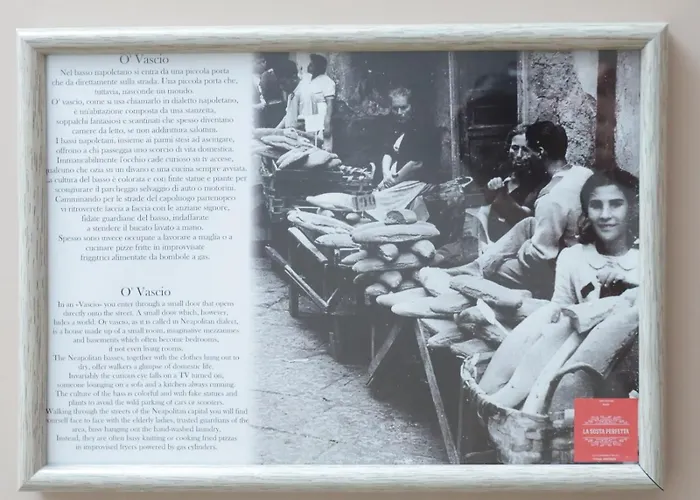 O' Vascio
Nel basso napoletano si entra da una piccola porta
che da direttamente sulla strada. Una piccola porta che,
tuttavia, nasconde un mondo.
O' vascio, come si usa chiamarlo in dialetto napoletano,
è un'abitazione composta da una stanzetta,
soppalchi fantasiosi e scantinati che spesso diventano
camere da letto, se non addirittura salottini.
I bassi napoletani, insieme ai panni stesi ad asciugare,
offrono a chi passeggia uno scorcio di vita domestica.
Immancabilmente l'occhio cade curioso su tv accese,
qualcuno che ozia su un divano e una cucina sempre avviata.
La cultura del basso è colorata e con finte statue e piante per
scongiurare il parcheggio selvaggio di auto o motorini.
Camminando per le strade del capoluogo partenopeo
vi ritroverete faccia a faccia con le anziane signore,
fidate guardiane del basso, indaffarate
a stendere il bucato lavato a mano.
Spesso sono invece occupate a lavorare a maglia o a
cucinare pizze fritte in improvvisate
friggitrici alimentate da bombole a gas.
O' Vascio
In un «Vascio» you enter through a small door that opens
directly onto the street. A small door which, however,
hides a world. Or vascio, as it is called in Neapolitan dialect,
is a house made up of a small room, imaginative mezzanines
and basements which often become bedrooms,
if not even living rooms.
The Neapolitan basses, together with the clothes hung out to
dry, offer walkers a glimpse of domestic life.
Invariably the curious eye falls on a TV turned on,
someone lounging on a sofa and a kitchen always running.
The culture of the bass is colorful and with fake statues and
plants to avoid the wild parking of cars or scooters.
Walking through the streets of the Neapolitan capital you will find
yourself face to face with the elderly ladies, trusted guardians of the
area, busy hanging out the hand-washed laundry.
Instead, they are often busy knitting or cooking fried pizzas
in improvised fryers powered by gas cylinders.
LA SOSTA PERFETTA